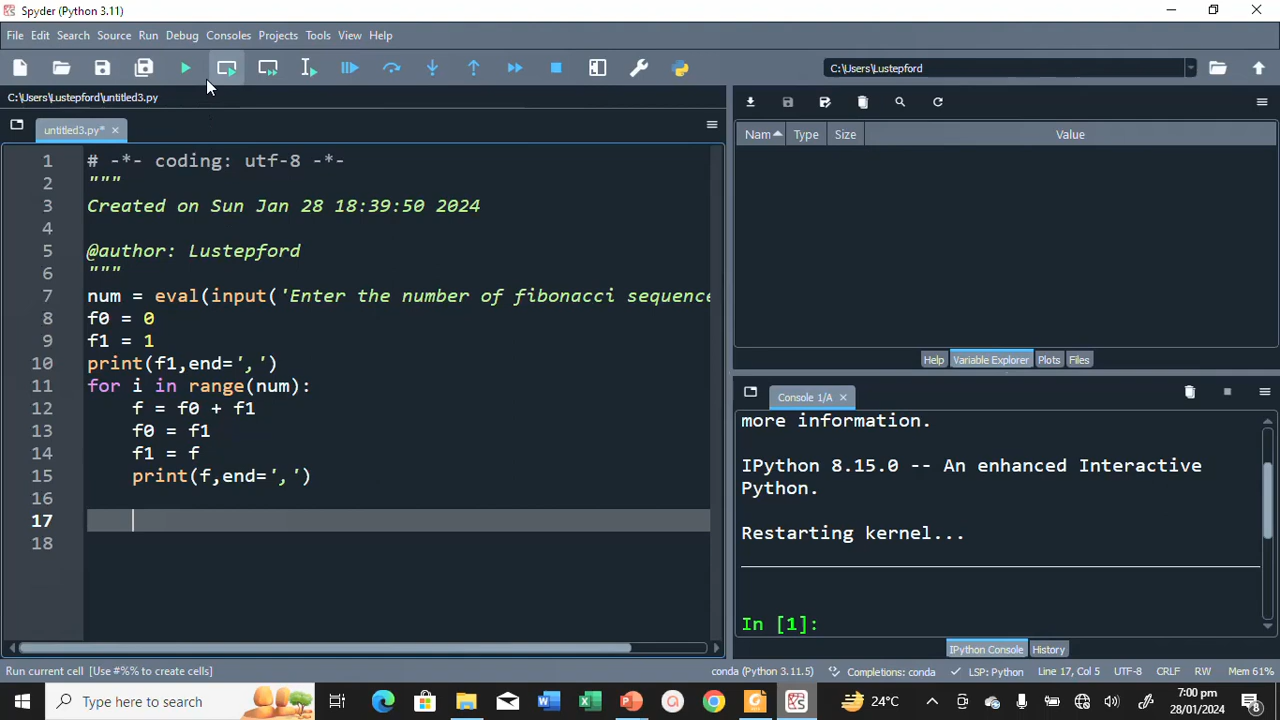 Spyder (Python 3.11)
File Edit Search Source Run Debug Consoles Projects Tools View Help
C:\Users\Lustepford
C:\Users\Lustepford\untitled3.py
untitled3.py*
1 # -*- coding: utf-8 -*-
2 """
3 Created on Sun Jan 28 18:39:50 2024
4
5 @author: Lustepford
6 """
7 num = eval(input('Enter the number of fibonacci sequence
8 f0 = 0
9 f1 = 1
10 print(f1,end=',')
11 for i in range(num):
12 f = f0 + f1
13 f0 = f1
14 f1 = f
15 print(f,end=',')
16
17
18
Nam Type Size Value
Help Variable Explorer Plots Files
Console 1/A
more information.
IPython 8.15.0 -- An enhanced Interactive
Python.
Restarting kernel...
In [1]:
IPython Console History
Run current cell [Use #%% to create cells]
conda (Python 3.11.5) Completions: conda LSP: Python Line 17, Col 5 UTF-8 CRLF RW Mem 61%
Type here to search
24°C
7:00 pm
28/01/2024
8